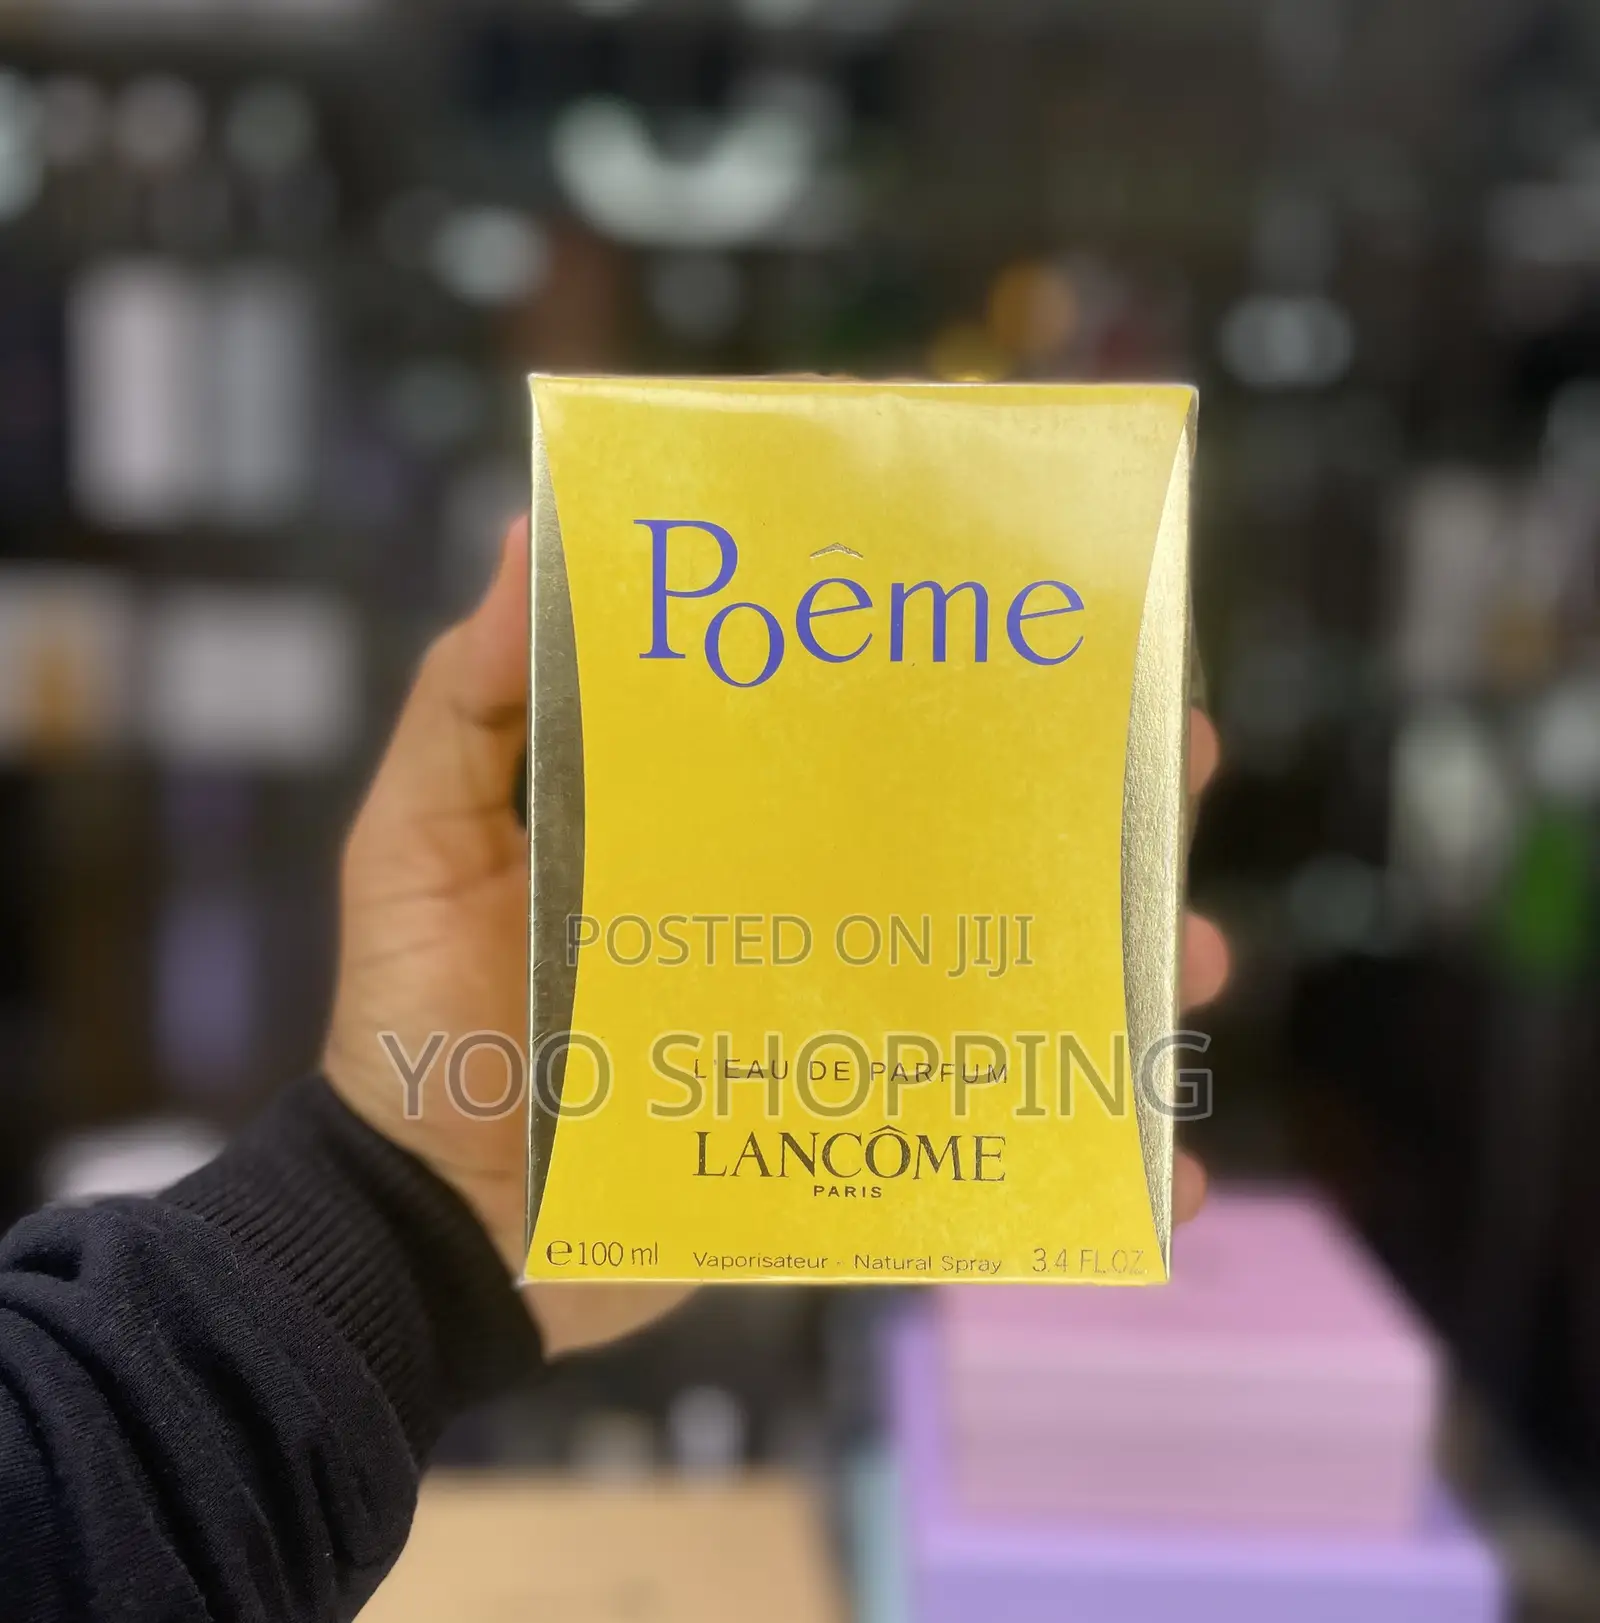 Poême
POSTED ON JIJI
YOO SHOPPING
L'EAU DE PARFUM
LANCÔME
PARIS
℮100 ml Vaporisateur · Natural Spray 3.4 FL.OZ.